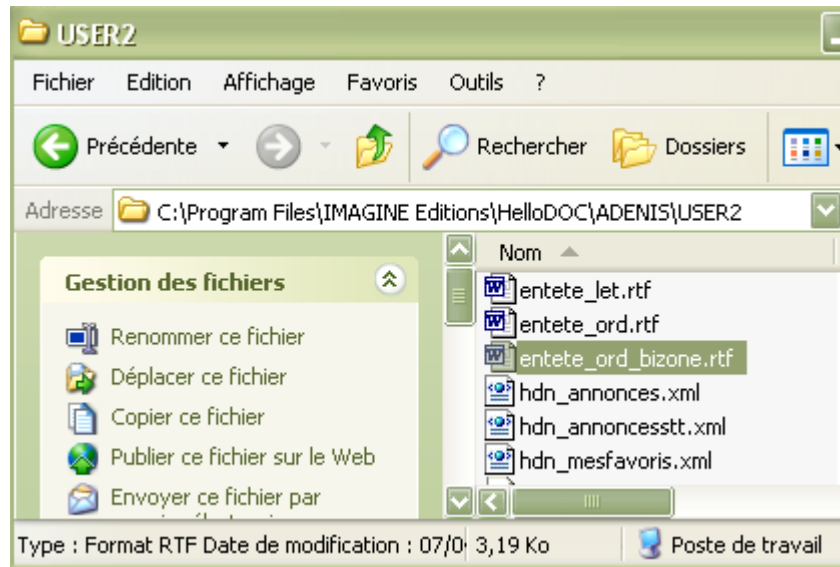 USER2
Fichier Edition Affichage Favoris Outils ?
Précédente Rechercher Dossiers
Adresse C:\Program Files\IMAGINE Editions\HelloDOC\ADENIS\USER2
Nom
Gestion des fichiers
entete_let.rtf
entete_ord.rtf
Renommer ce fichier
entete_ord_bizone.rtf
Déplacer ce fichier
hdn_annonces.xml
Copier ce fichier
hdn_annoncesstt.xml
Publier ce fichier sur le Web
hdn_mesfavoris.xml
Envoyer ce fichier par
Type : Format RTF Date de modification : 07/0 3,19 Ko Poste de travail